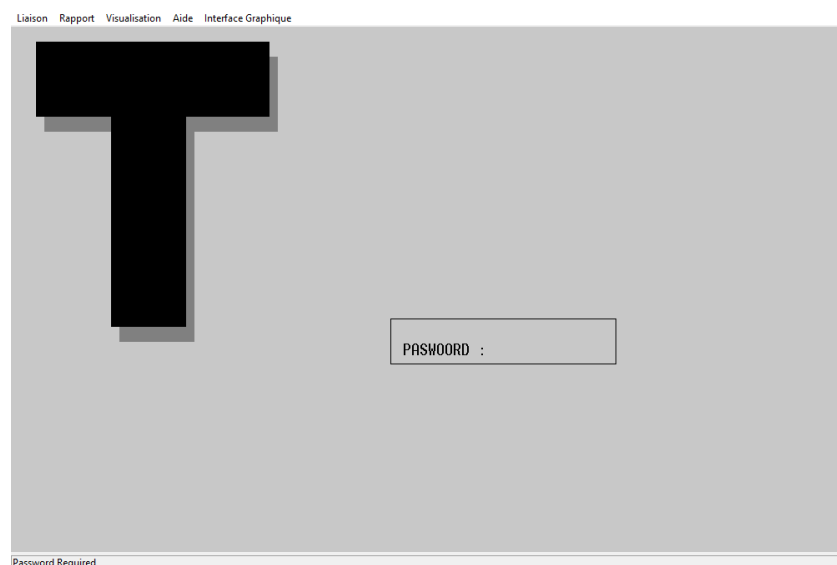 Liaison Rapport Visualisation Aide Interface Graphique
T
PASWOORD :
Password Required